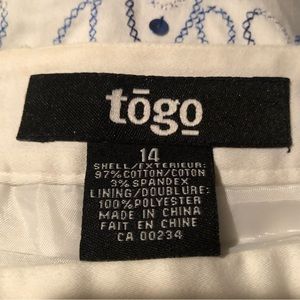 tōgo
14
SHELL/EXTERIEUR:
97% COTTON/COTON
3% SPANDEX
LINING/DOUBLURE:
100% POLYESTER
MADE IN CHINA
FAIT EN CHINE
CA 00234